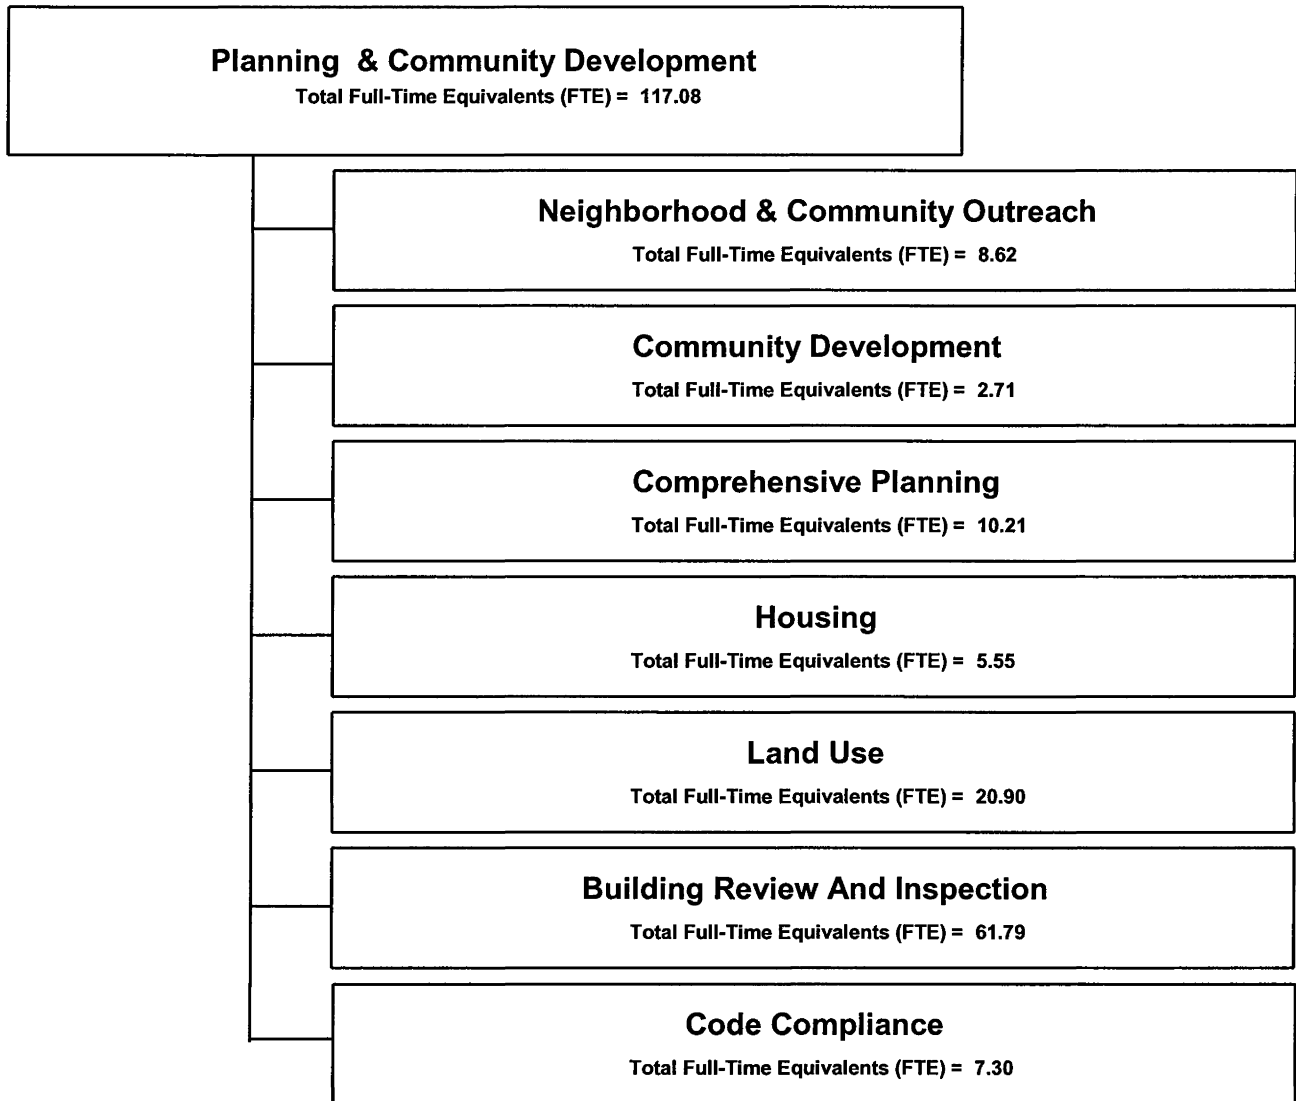 Planning & Community Development
Total Full-Time Equivalents (FTE) = 117.08
Neighborhood & Community Outreach
Total Full-Time Equivalents (FTE) = 8.62
Community Development
Total Full-Time Equivalents (FTE) = 2.71
Comprehensive Planning
Total Full-Time Equivalents (FTE) = 10.21
Housing
Total Full-Time Equivalents (FTE) = 5.55
Land Use
Total Full-Time Equivalents (FTE) = 20.90
Building Review And Inspection
Total Full-Time Equivalents (FTE) = 61.79
Code Compliance
Total Full-Time Equivalents (FTE) = 7.30